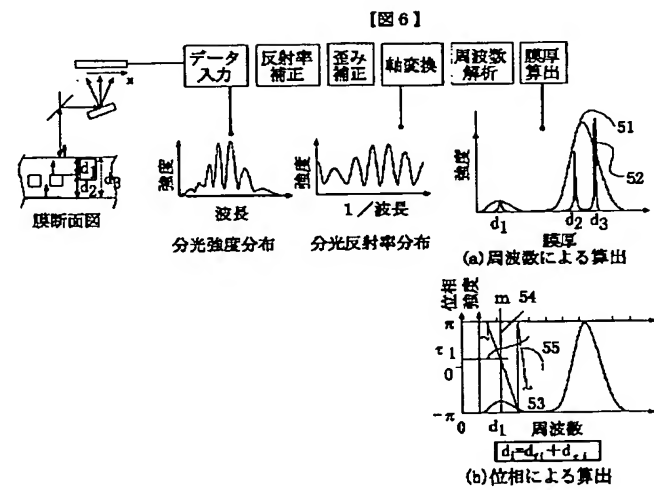 【図6】
データ入力
反射率補正
歪み補正
軸変換
周波数解析
膜厚算出
x
d1
d2
d3
膜断面図
強度
波長
分光強度分布
強度
1/波長
分光反射率分布
強度
51
52
d1
d2
d3
膜厚
(a)周波数による算出
位相
強度
m
54
π
τ1
0
-π
55
53
0
d1
周波数
(b)位相による算出